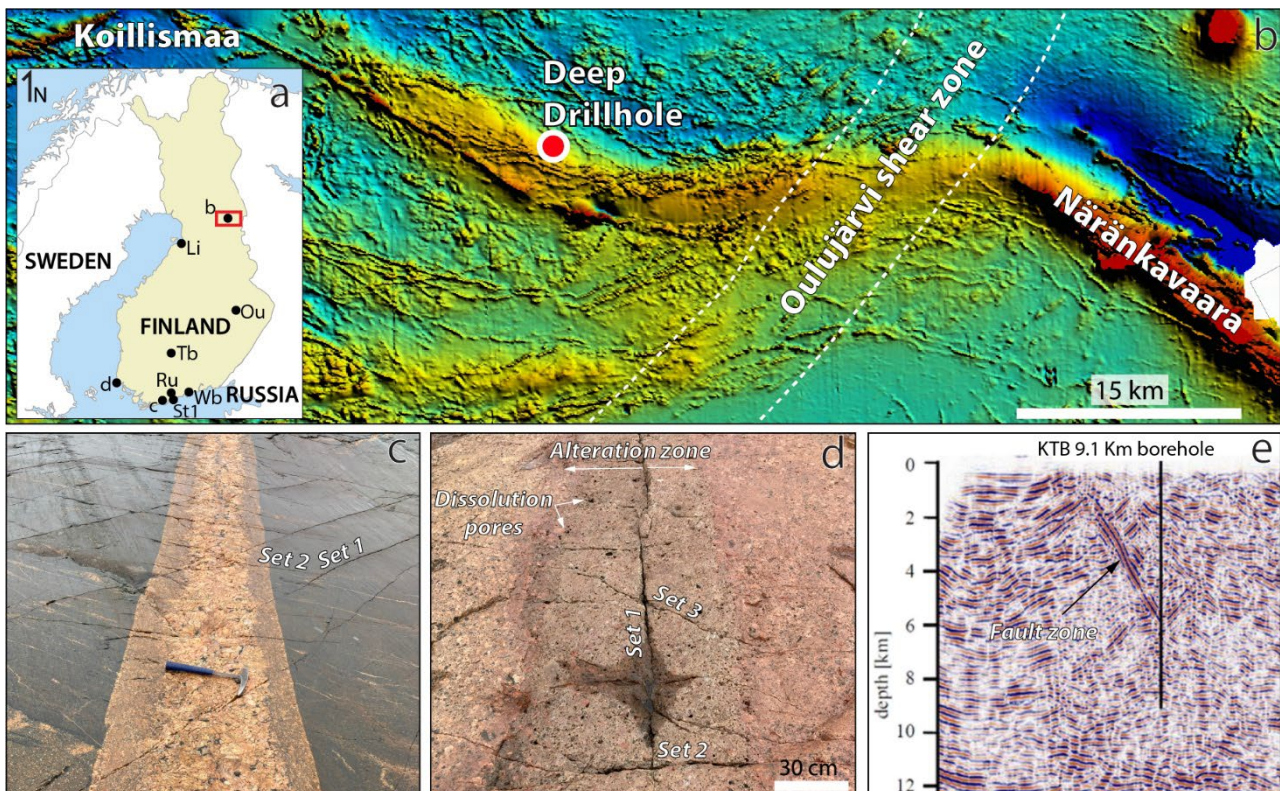 Koillismaa
b
Deep
Drillhole
Oulujärvi shear zone
Näränkavaara
15 km
1N
a
b
Li
SWEDEN
Ou
FINLAND
Tb
d
Ru
Wb
RUSSIA
c
St1
c
Set 2 Set 1
d
Alteration zone
Dissolution
pores
Set 1
Set 3
Set 2
30 cm
KTB 9.1 Km borehole
e
0
2
4
Fault zone
6
8
10
12
depth [km]